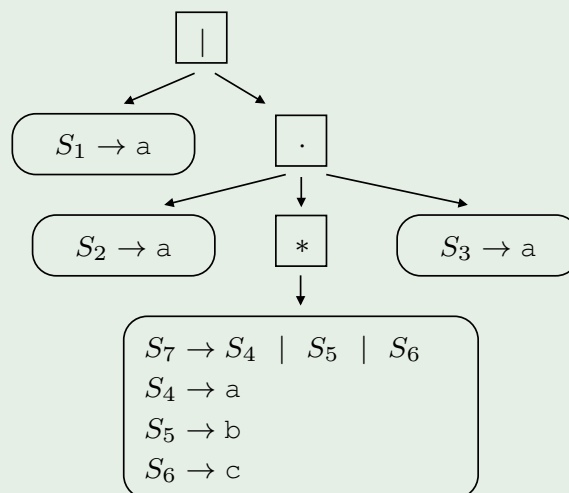 |
S₁ → a
.
S₂ → a
*
S₃ → a
S₇ → S₄ | S₅ | S₆
S₄ → a
S₅ → b
S₆ → c